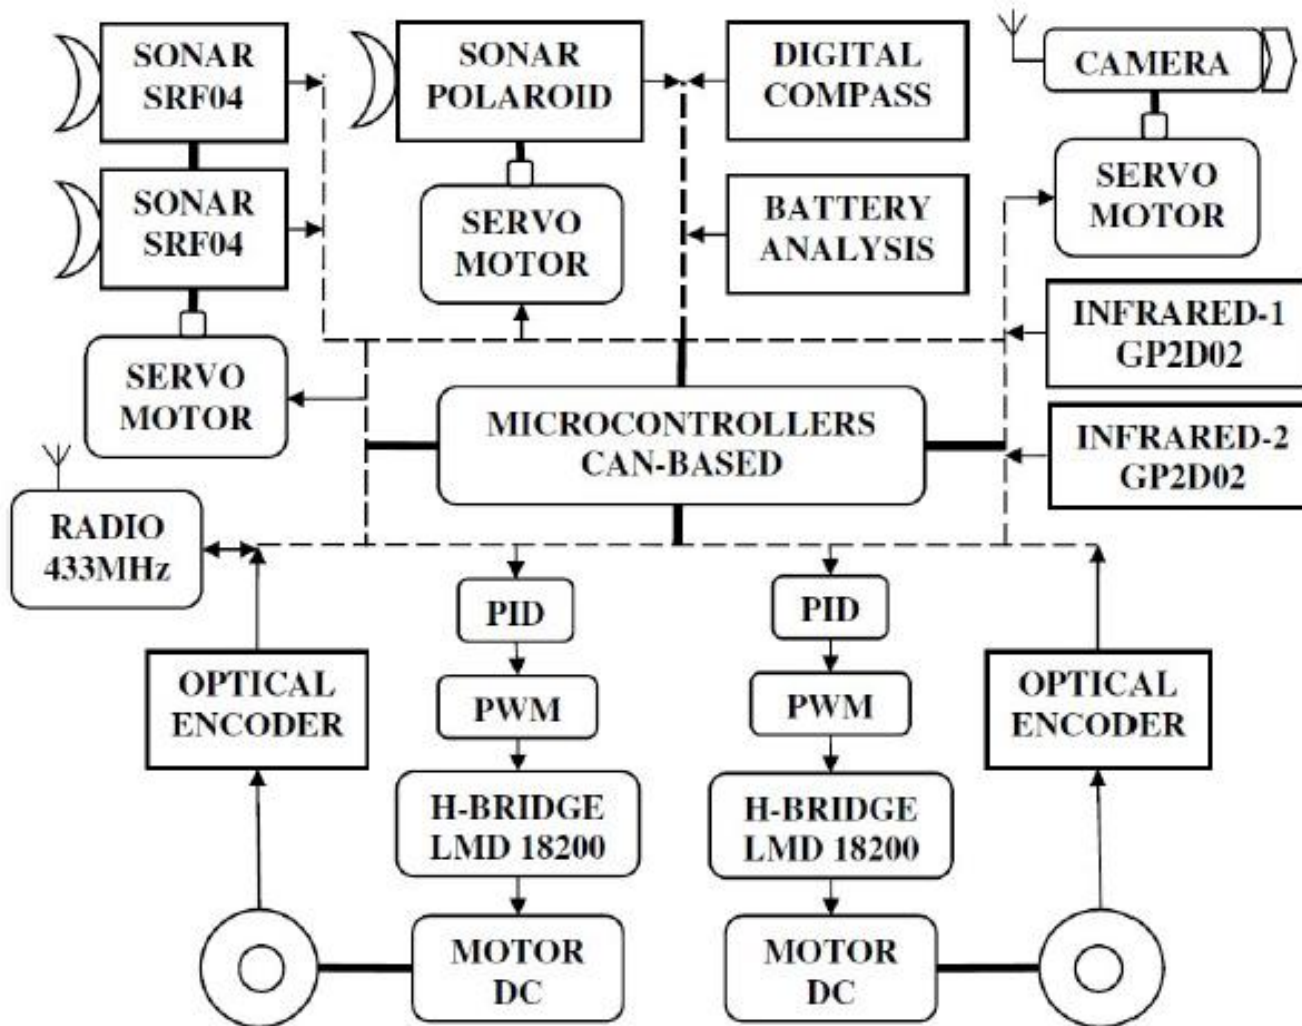 SONAR
SRF04
SONAR
POLAROID
DIGITAL
COMPASS
CAMERA
SONAR
SRF04
SERVO
MOTOR
BATTERY
ANALYSIS
SERVO
MOTOR
SERVO
MOTOR
INFRARED-1
GP2D02
MICROCONTROLLERS
CAN-BASED
INFRARED-2
GP2D02
RADIO
433MHz
PID
PID
OPTICAL
ENCODER
PWM
PWM
OPTICAL
ENCODER
H-BRIDGE
LMD 18200
H-BRIDGE
LMD 18200
MOTOR
DC
MOTOR
DC